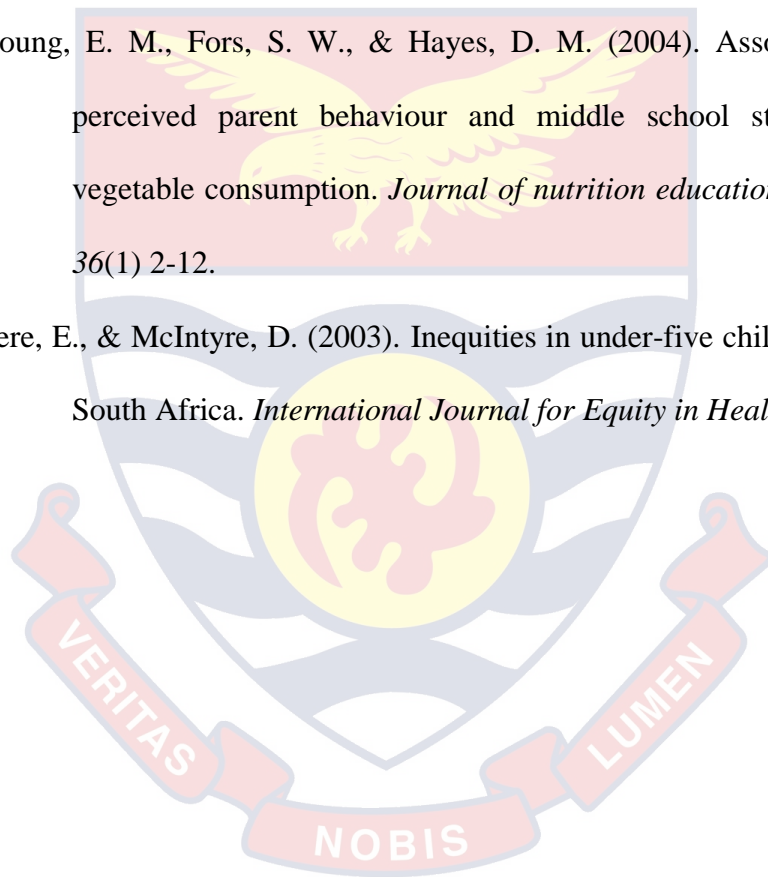 oung, E. M., Fors, S. W., & Hayes, D. M. (2004). Asso
perceived parent behaviour and middle school st
vegetable consumption. Journal of nutrition education
36(1) 2-12.
ere, E., & McIntyre, D. (2003). Inequities in under-five chil
South Africa. International Journal for Equity in Heal
VERITAS
NOBIS
LUMEN